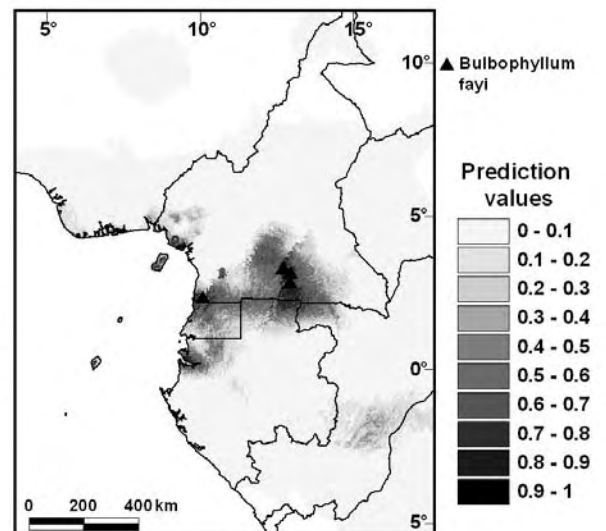 5° 10° 15°
10°
▲ Bulbophyllum
fayi
Prediction
values
5°
0 - 0.1
0.1 - 0.2
0.2 - 0.3
0.3 - 0.4
0.4 - 0.5
0.5 - 0.6
0.6 - 0.7
0.7 - 0.8
0.8 - 0.9
0.9 - 1
0°
0 200 400 km
5°